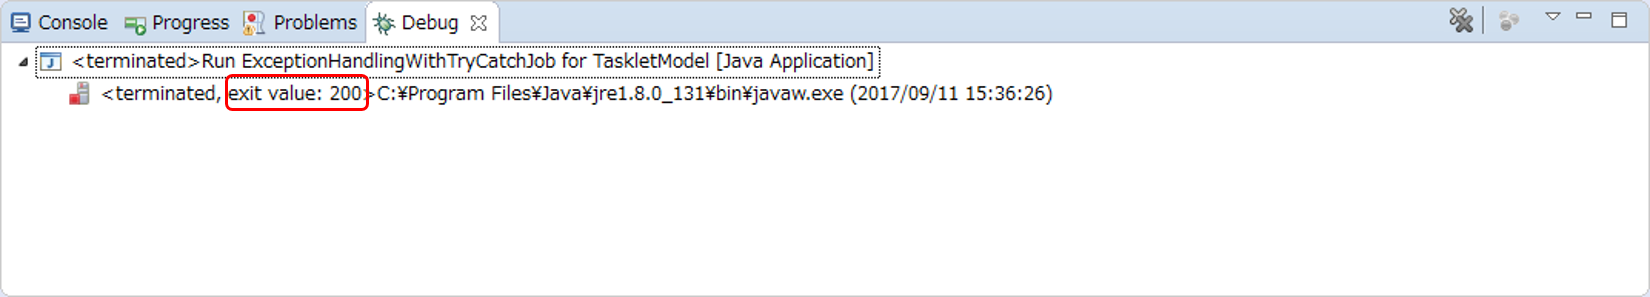 Console Progress Problems Debug
<terminated>Run ExceptionHandlingWithTryCatchJob for TaskletModel [Java Application]
<terminated, exit value: 200>C:¥Program Files¥Java¥jre1.8.0_131¥bin¥javaw.exe (2017/09/11 15:36:26)